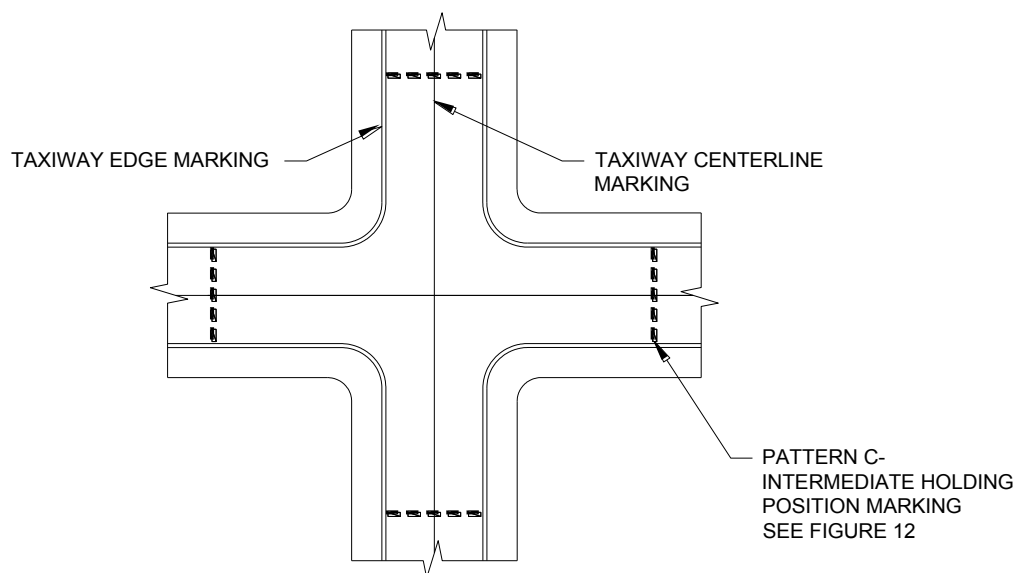 TAXIWAY EDGE MARKING
TAXIWAY CENTERLINE
MARKING
PATTERN C-
INTERMEDIATE HOLDING
POSITION MARKING
SEE FIGURE 12